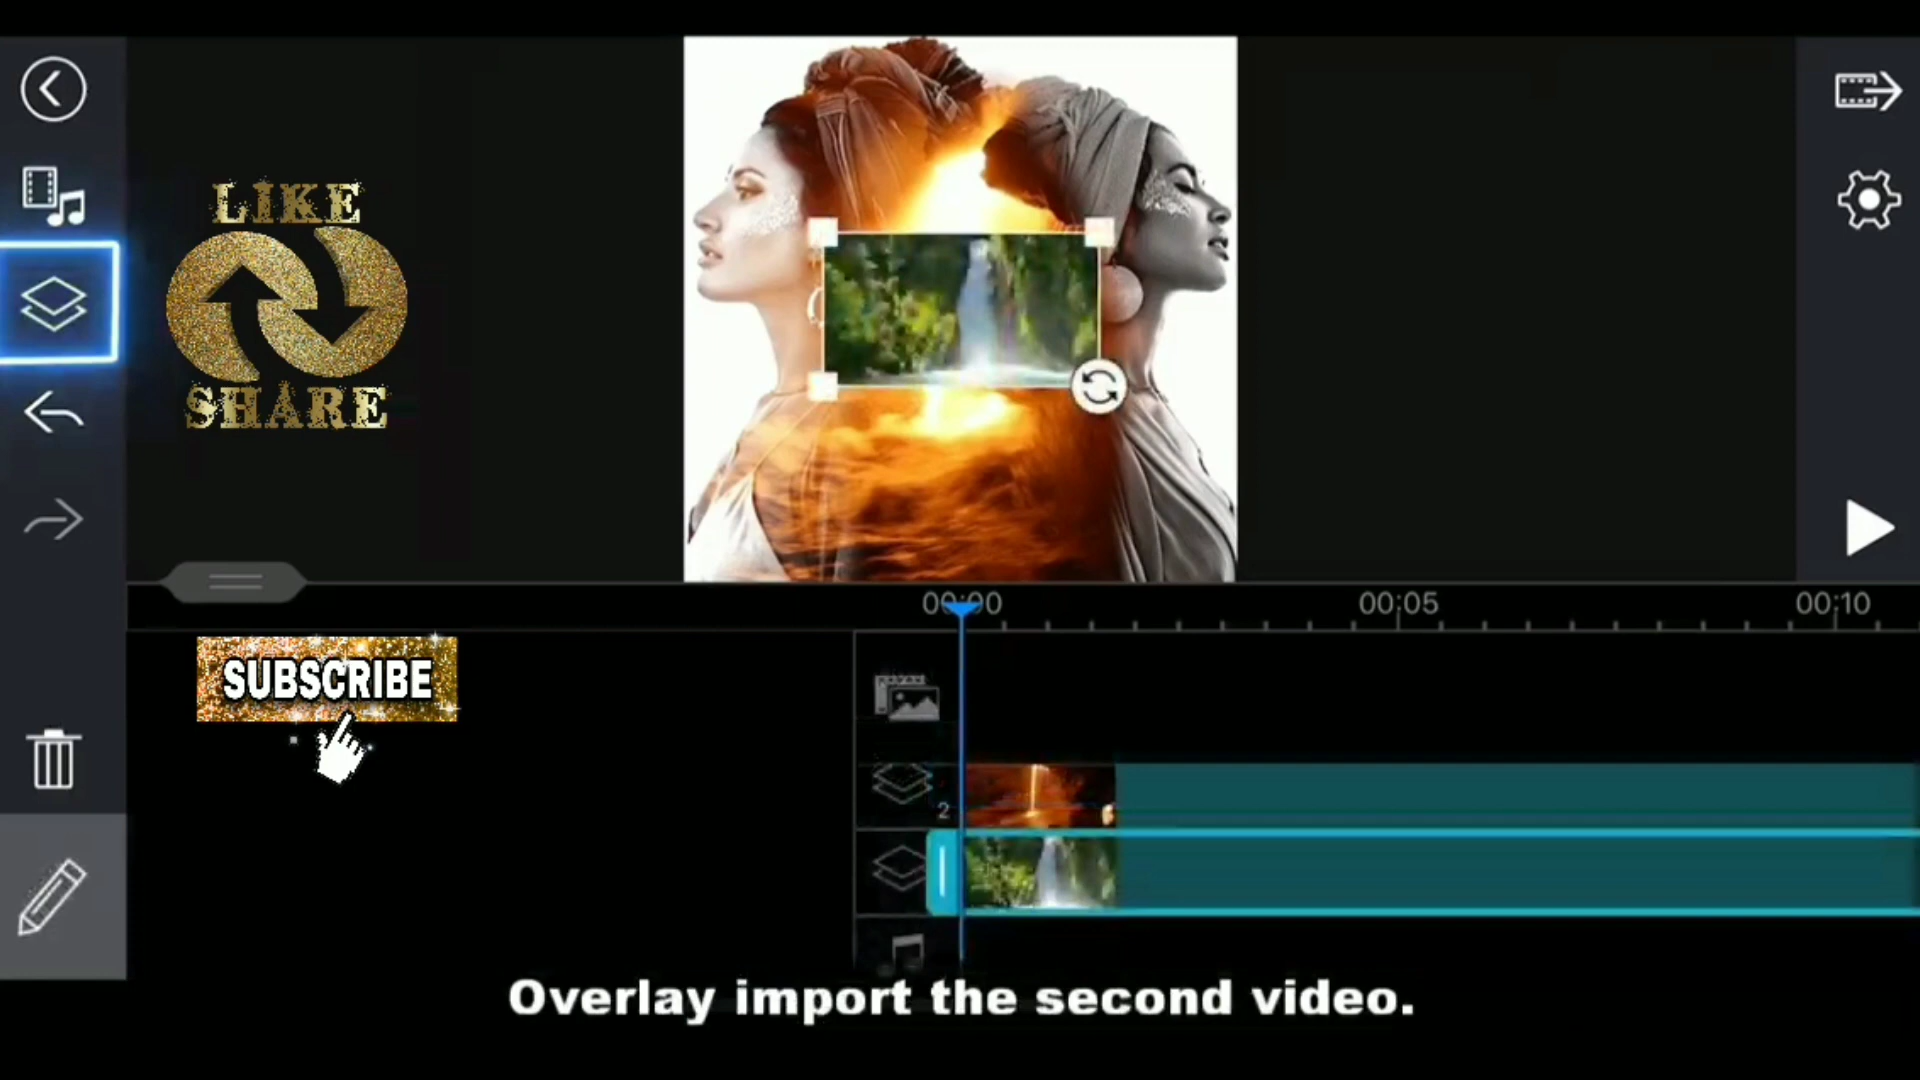 LIKE
SHARE
00:00
00:05
00:10
SUBSCRIBE
2
Overlay import the second video.